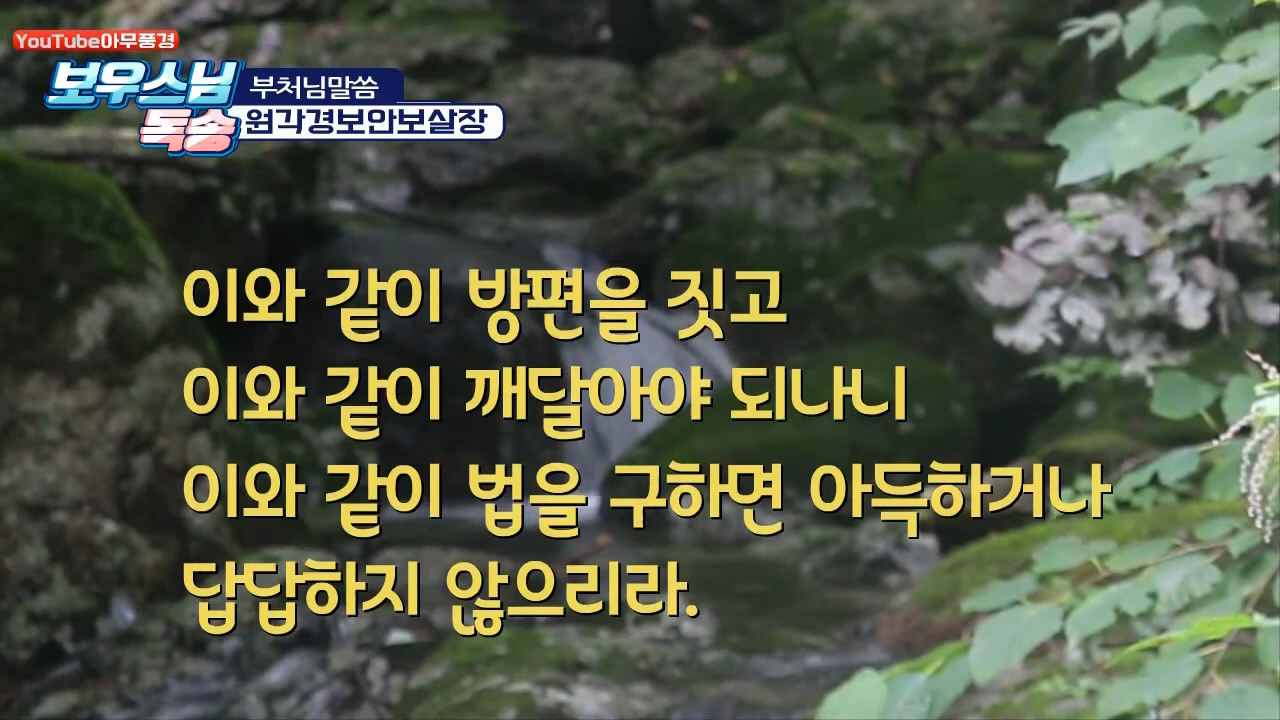 YouTube아무풍경
보우스님 부처님말씀
독송 원각경보안보살장
이와 같이 방편을 짓고
이와 같이 깨달아야 되나니
이와 같이 법을 구하면 아득하거나
답답하지 않으리라.